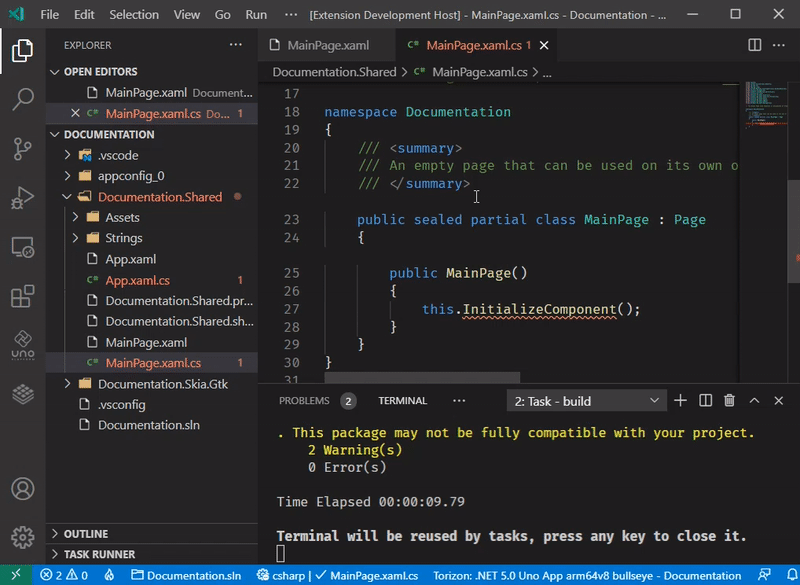 File Edit Selection View Go Run ··· [Extension Development Host] - MainPage.xaml.cs - Documentation - ...
EXPLORER ···
OPEN EDITORS
MainPage.xaml Document...
MainPage.xaml.cs Do... 1
DOCUMENTATION
.vscode
appconfig_0
Documentation.Shared
Assets
Strings
App.xaml
App.xaml.cs 1
Documentation.Shared.pr...
Documentation.Shared.sh...
MainPage.xaml
MainPage.xaml.cs 1
Documentation.Skia.Gtk
.vsconfig
Documentation.sln
OUTLINE
TASK RUNNER
uno
MainPage.xaml
C# MainPage.xaml.cs 1
Documentation.Shared > C# MainPage.xaml.cs > ...
17
18 namespace Documentation
19 {
20 /// <summary>
21 /// An empty page that can be used on its own o
22 /// </summary>
23 public sealed partial class MainPage : Page
24 {
25 public MainPage()
26 {
27 this.InitializeComponent();
28 }
29 }
30 }
31
PROBLEMS 2 TERMINAL ··· 2: Task - build
. This package may not be fully compatible with your project.
2 Warning(s)
0 Error(s)
Time Elapsed 00:00:09.79
Terminal will be reused by tasks, press any key to close it.
2 0 Documentation.sln csharp | ✓ MainPage.xaml.cs Torizon: .NET 5.0 Uno App arm64v8 bullseye - Documentation